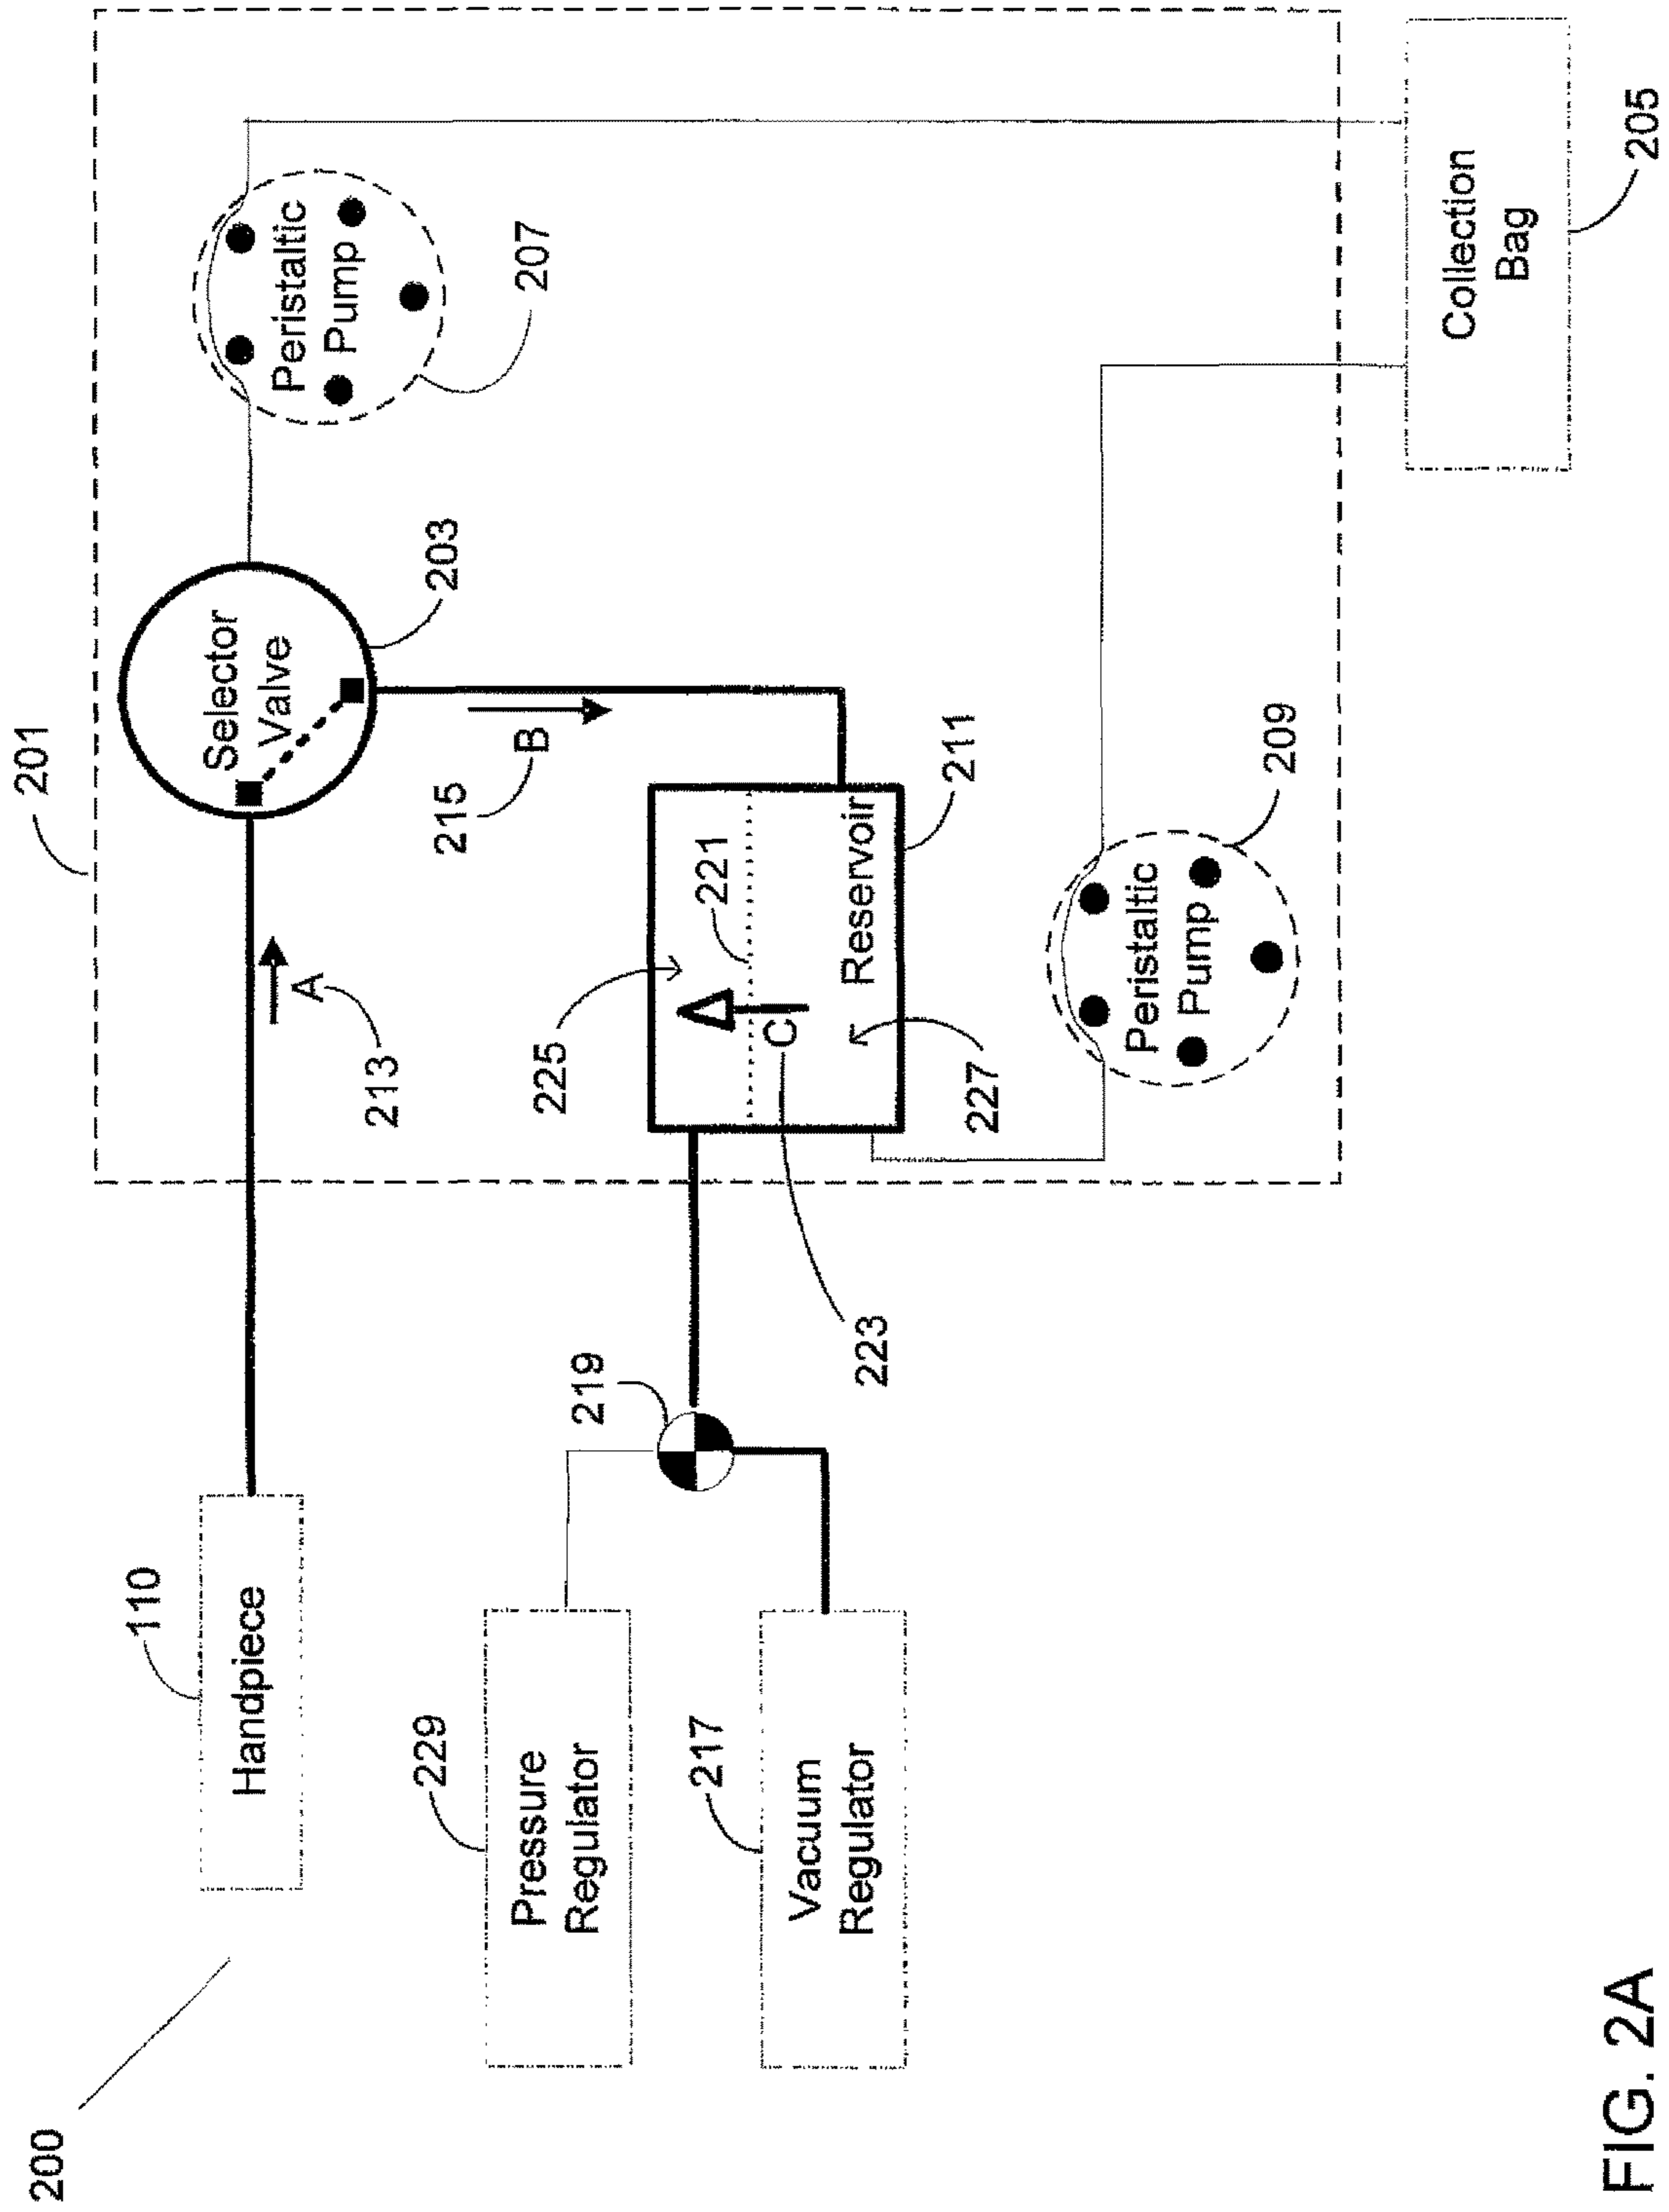 200
201
110
Handpiece
Selector
Valve
Peristaltic
Pump
A
213
203
207
215
B
229
Pressure
Regulator
219
225
221
C
Reservoir
217
Vacuum
Regulator
223
227
211
Peristaltic
Pump
209
Collection
Bag
205
FIG. 2A